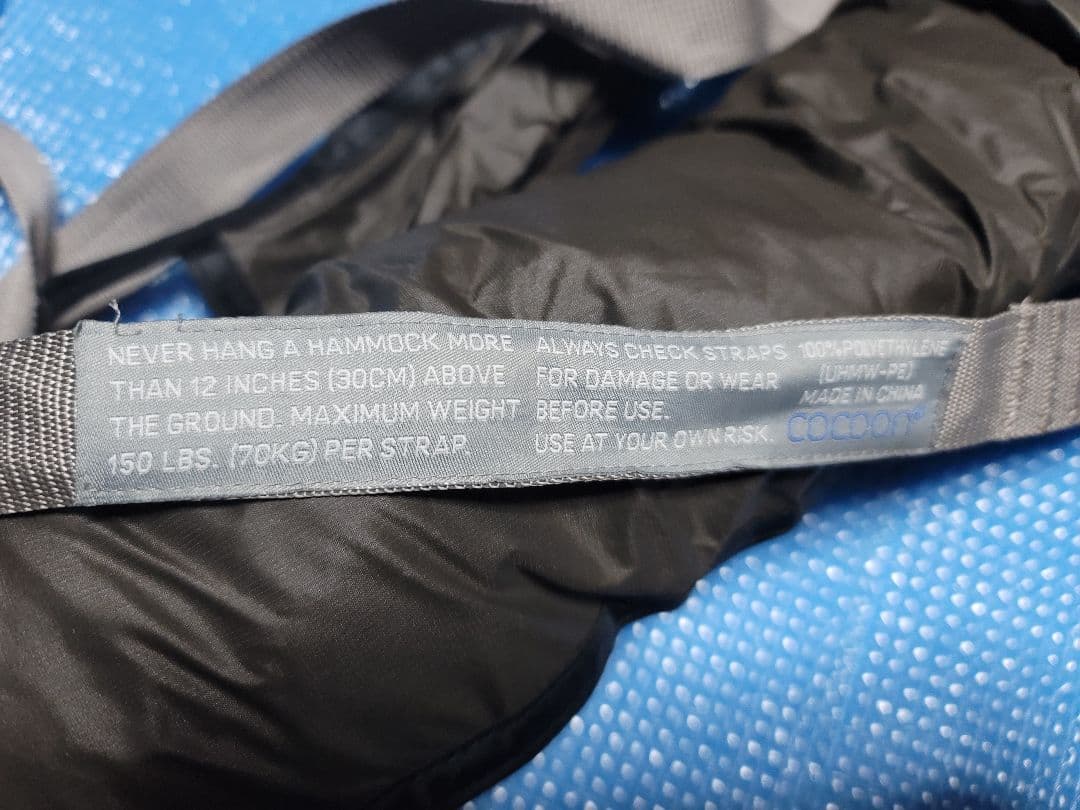 NEVER HANG A HAMMOCK MORE
THAN 12 INCHES (30CM) ABOVE
THE GROUND. MAXIMUM WEIGHT
150 LBS. (70KG) PER STRAP.
ALWAYS CHECK STRAPS
FOR DAMAGE OR WEAR
BEFORE USE.
USE AT YOUR OWN RISK.
100% POLYETHYLENE
(UHMW-PE)
MADE IN CHINA
COCOON